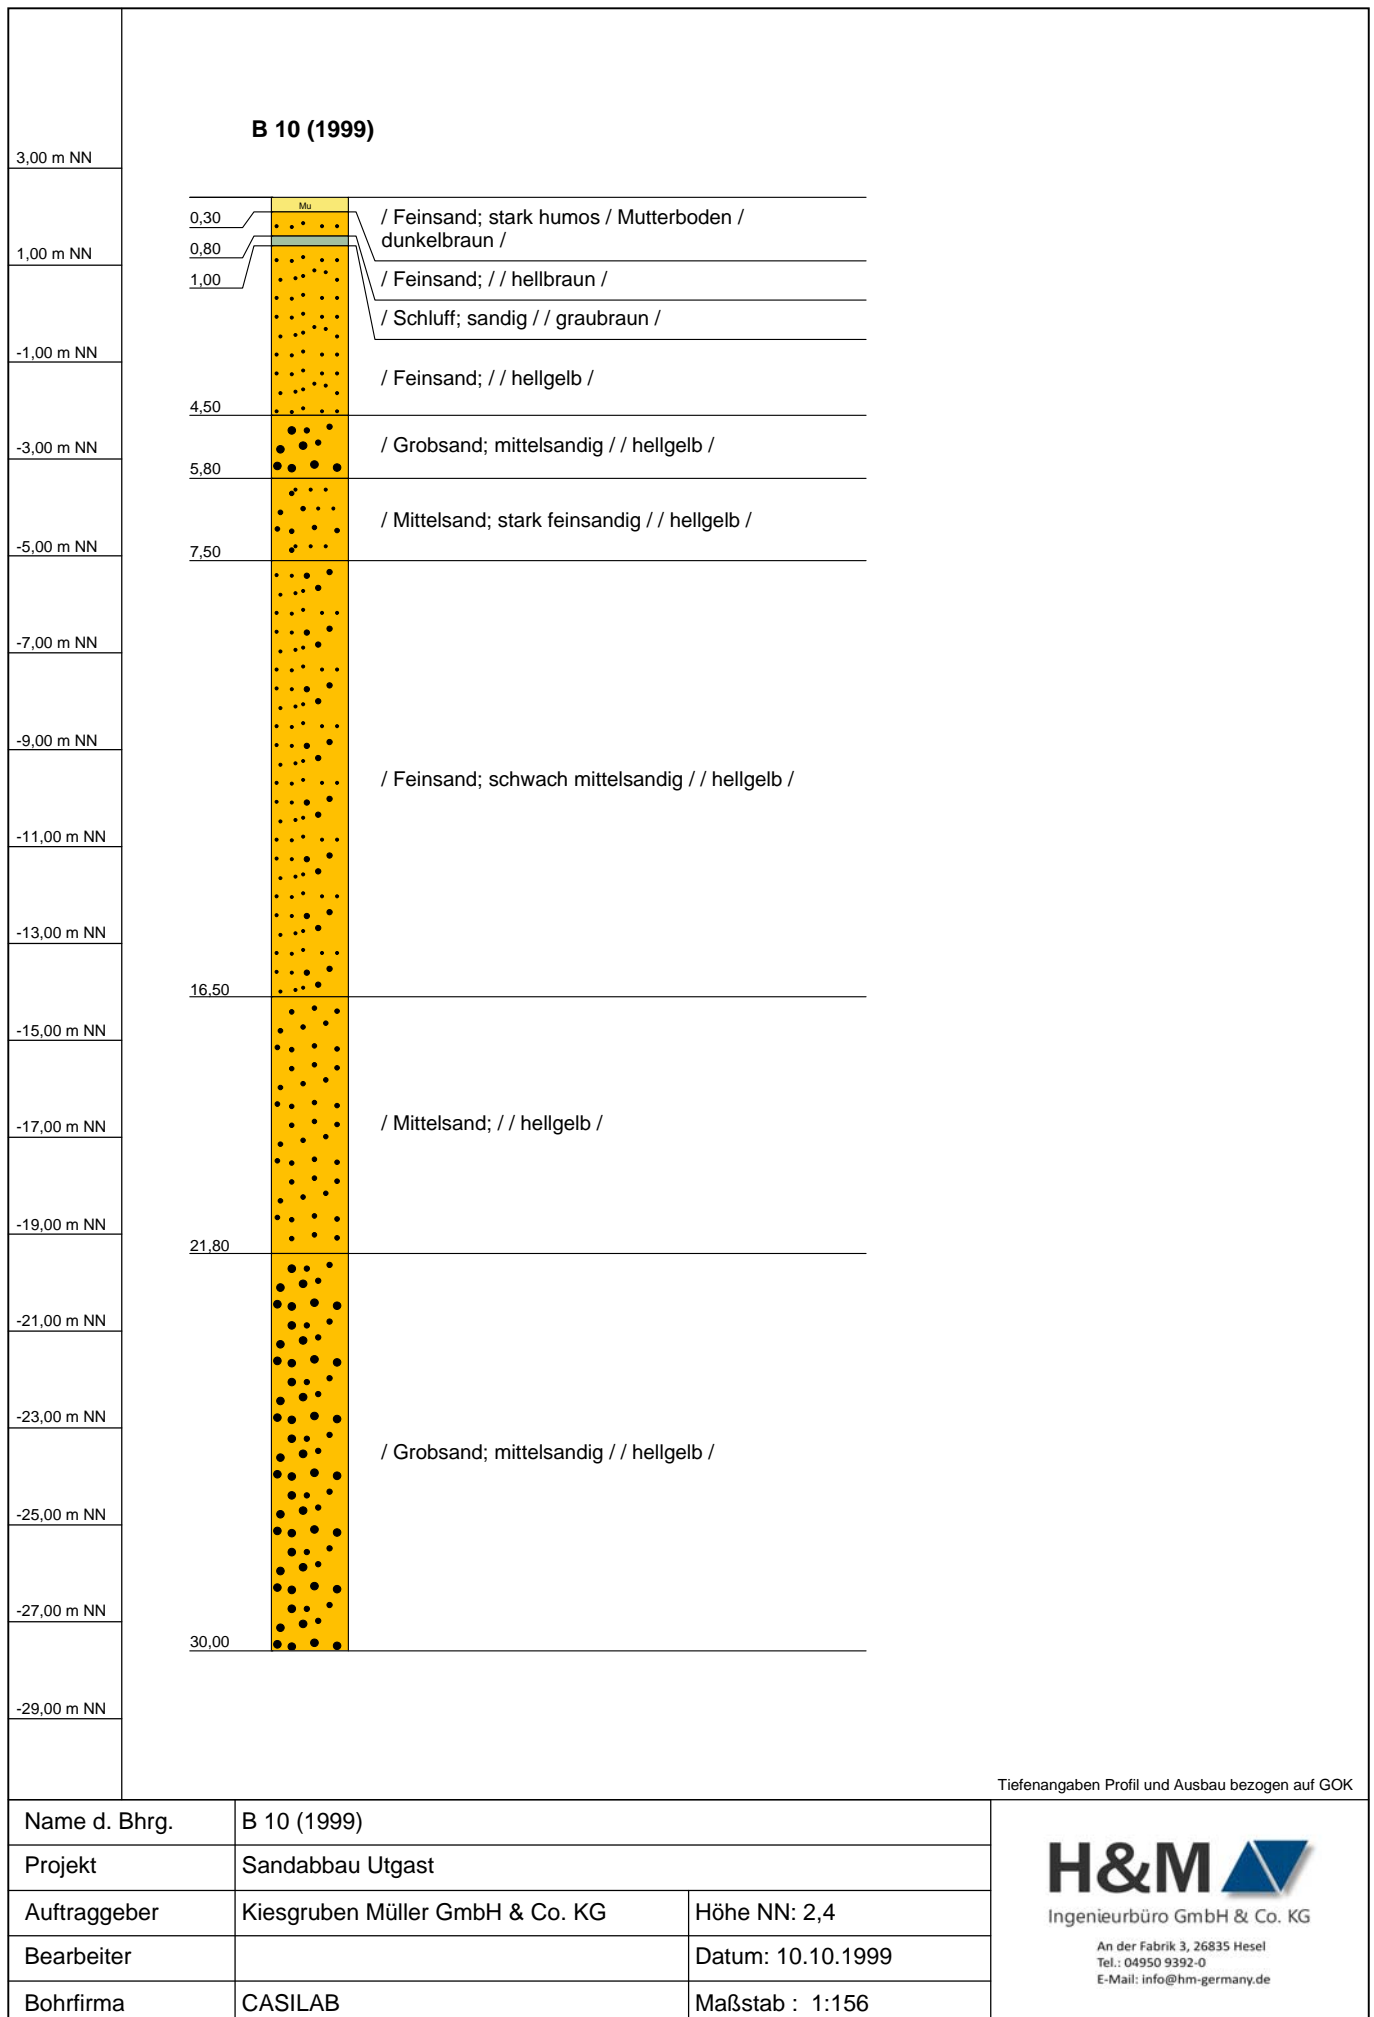 B 10 (1999)
3,00 m NN
1,00 m NN
-1,00 m NN
-3,00 m NN
-5,00 m NN
-7,00 m NN
-9,00 m NN
-11,00 m NN
-13,00 m NN
-15,00 m NN
-17,00 m NN
-19,00 m NN
-21,00 m NN
-23,00 m NN
-25,00 m NN
-27,00 m NN
-29,00 m NN
Mu
0,30
/ Feinsand; stark humos / Mutterboden /
dunkelbraun /
0,80
/ Feinsand; / / hellbraun /
1,00
/ Schluff; sandig / / graubraun /
/ Feinsand; / / hellgelb /
4,50
/ Grobsand; mittelsandig / / hellgelb /
5,80
/ Mittelsand; stark feinsandig / / hellgelb /
7,50
/ Feinsand; schwach mittelsandig / / hellgelb /
16,50
/ Mittelsand; / / hellgelb /
21,80
/ Grobsand; mittelsandig / / hellgelb /
30,00
Tiefenangaben Profil und Ausbau bezogen auf GOK
Name d. Bhrg. B 10 (1999)
Projekt Sandabbau Utgast
Auftraggeber Kiesgruben Müller GmbH & Co. KG Höhe NN: 2,4
Bearbeiter Datum: 10.10.1999
Bohrfirma CASILAB Maßstab : 1:156
H&M
Ingenieurbüro GmbH & Co. KG
An der Fabrik 3, 26835 Hesel
Tel.: 04950 9392-0
E-Mail: info@hm-germany.de